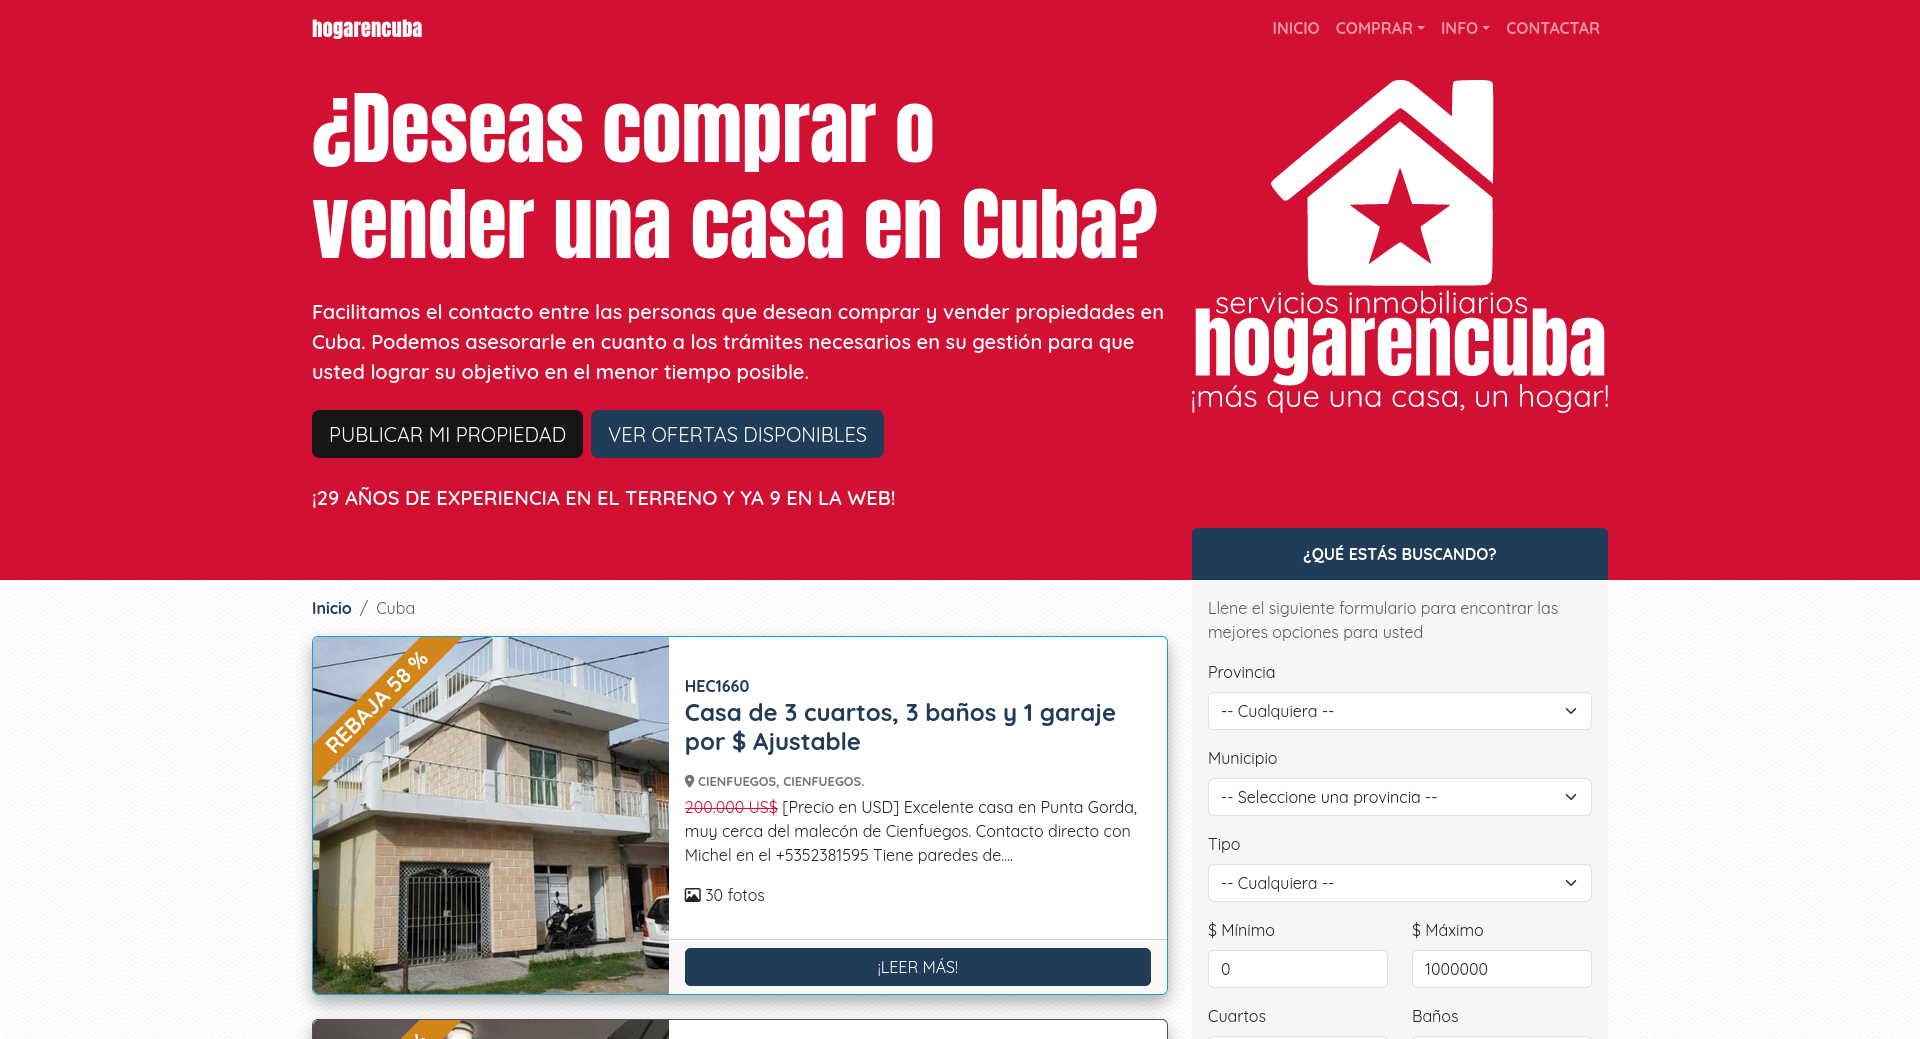 hogarencuba
INICIO
COMPRAR
INFO
CONTACTAR
¿Deseas comprar o
vender una casa en Cuba?
Facilitamos el contacto entre las personas que desean comprar y vender propiedades en
Cuba. Podemos asesorarle en cuanto a los trámites necesarios en su gestión para que
usted lograr su objetivo en el menor tiempo posible.
PUBLICAR MI PROPIEDAD
VER OFERTAS DISPONIBLES
¡29 AÑOS DE EXPERIENCIA EN EL TERRENO Y YA 9 EN LA WEB!
servicios inmobiliarios
hogarencuba
¡más que una casa, un hogar!
Inicio / Cuba
REBAJA 58 %
HEC1660
Casa de 3 cuartos, 3 baños y 1 garaje
por $ Ajustable
CIENFUEGOS, CIENFUEGOS.
200.000 US$ [Precio en USD] Excelente casa en Punta Gorda,
muy cerca del malecón de Cienfuegos. Contacto directo con
Michel en el +5352381595 Tiene paredes de....
30 fotos
¡LEER MÁS!
¿QUÉ ESTÁS BUSCANDO?
Llene el siguiente formulario para encontrar las
mejores opciones para usted
Provincia
-- Cualquiera --
Municipio
-- Seleccione una provincia --
Tipo
-- Cualquiera --
$ Mínimo
$ Máximo
0
1000000
Cuartos
Baños